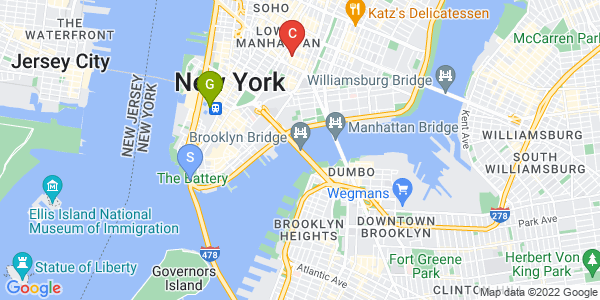 THE
WATERFRONT
Jersey City
NEW JERSEY
NEW YORK
SOHO
LOWER
MANHATTAN
C
Katz's Delicatessen
McCarren Park
New York
G
Williamsburg Bridge
Kent Ave
Brooklyn Bridge
Manhattan Bridge
WILLIAMSBURG
SOUTH
WILLIAMSBURG
S
The Battery
DUMBO
Wegmans
278
Park Ave
Ellis Island National
Museum of Immigration
BROOKLYN
HEIGHTS
DOWNTOWN
BROOKLYN
478
Fort Greene
Park
Herbert Von
King Park
Statue of Liberty
Governors
Island
Atlantic Ave
CLINTON
Google
Map data ©2022 Google